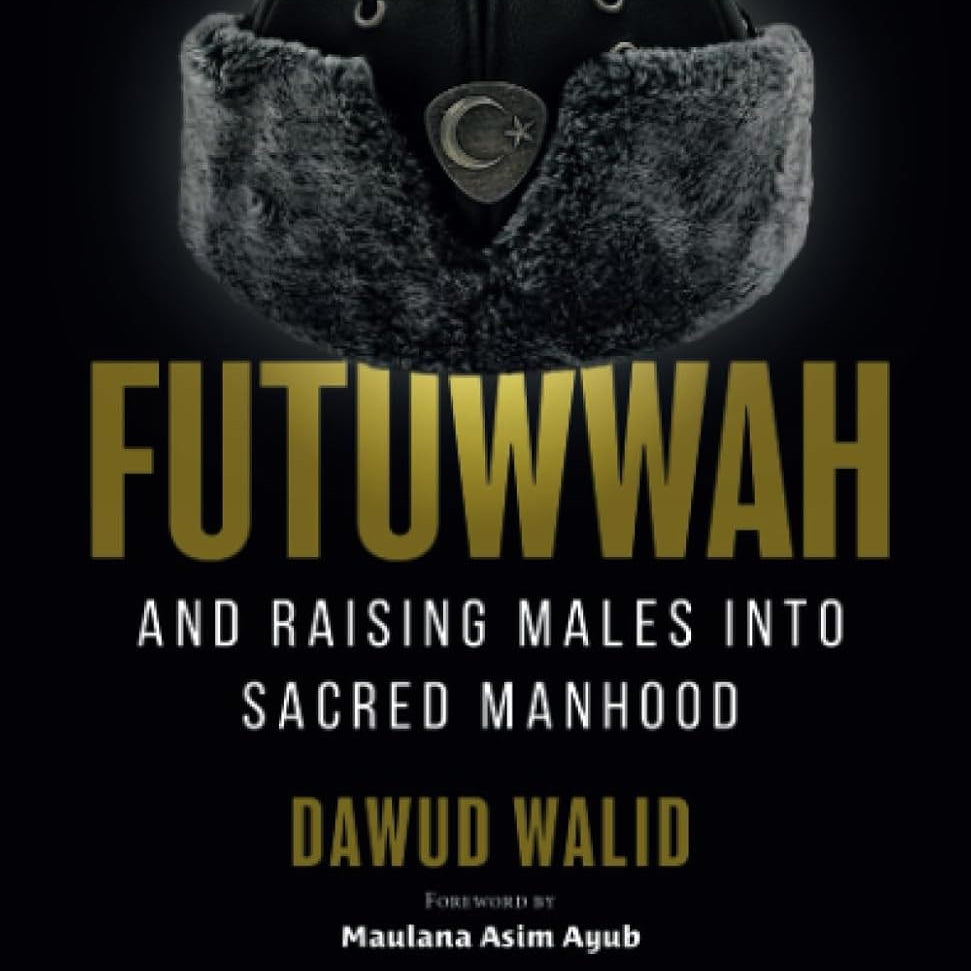 FUTUWWAH
AND RAISING MALES INTO
SACRED MANHOOD
DAWUD WALID
FOREWORD BY
Maulana Asim Ayub